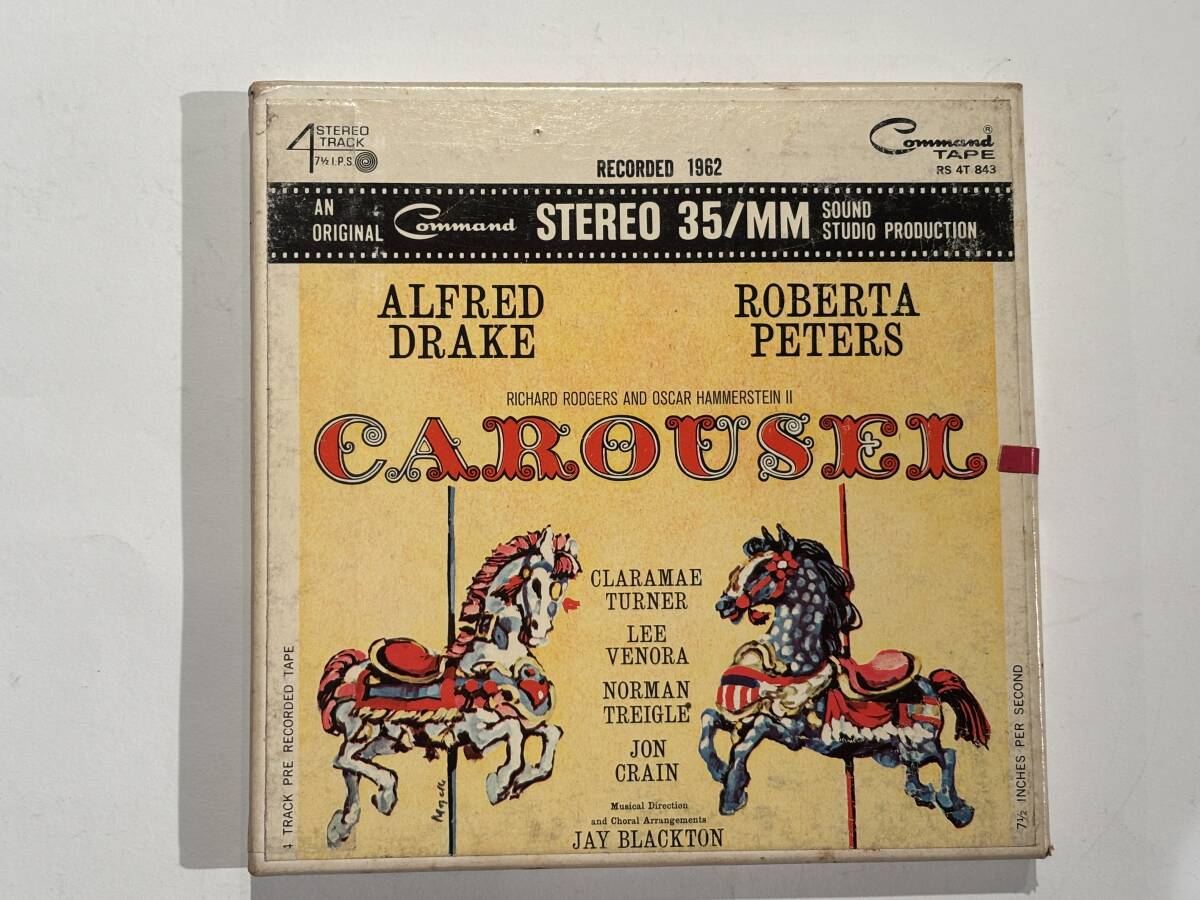 4 STEREO
TRACK
7½ I.P.S.
Command®
TAPE
RS 4T 843
RECORDED 1962
AN
ORIGINAL
Command
STEREO 35/MM
SOUND
STUDIO PRODUCTION
ALFRED
DRAKE
ROBERTA
PETERS
RICHARD RODGERS AND OSCAR HAMMERSTEIN II
CAROUSEL
CLARAMAE
TURNER
LEE
VENORA
NORMAN
TREIGLE
JON
CRAIN
Musical Direction
and Choral Arrangements
JAY BLACKTON
4 TRACK PRE RECORDED TAPE
7½ INCHES PER SECOND